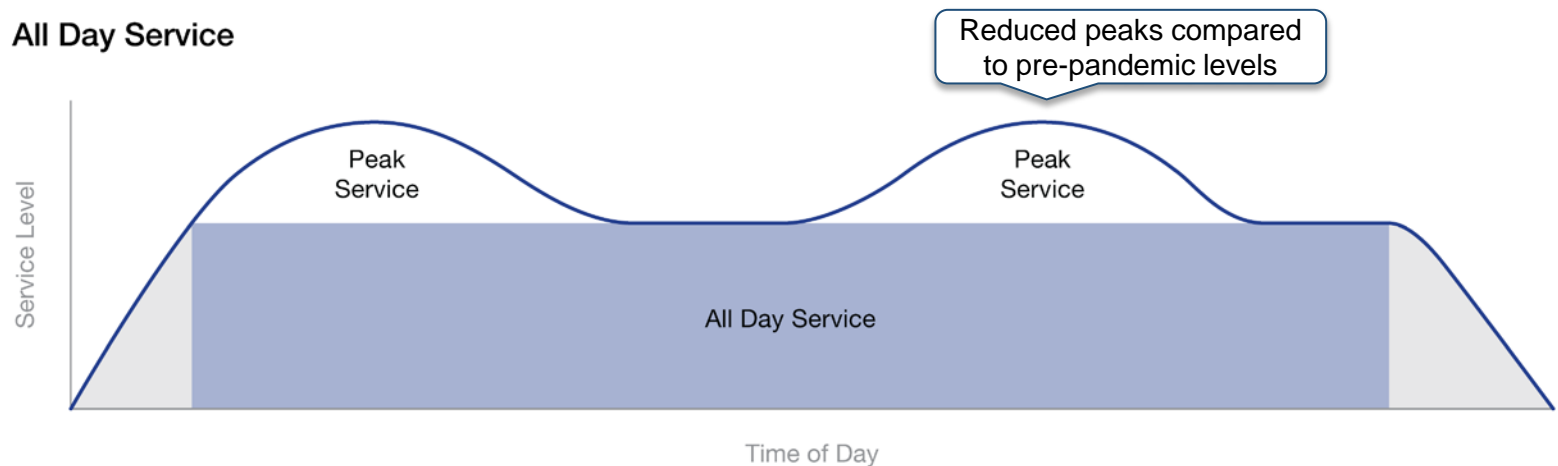 All Day Service
Reduced peaks compared
to pre-pandemic levels
Peak
Service
Peak
Service
Service Level
All Day Service
Time of Day